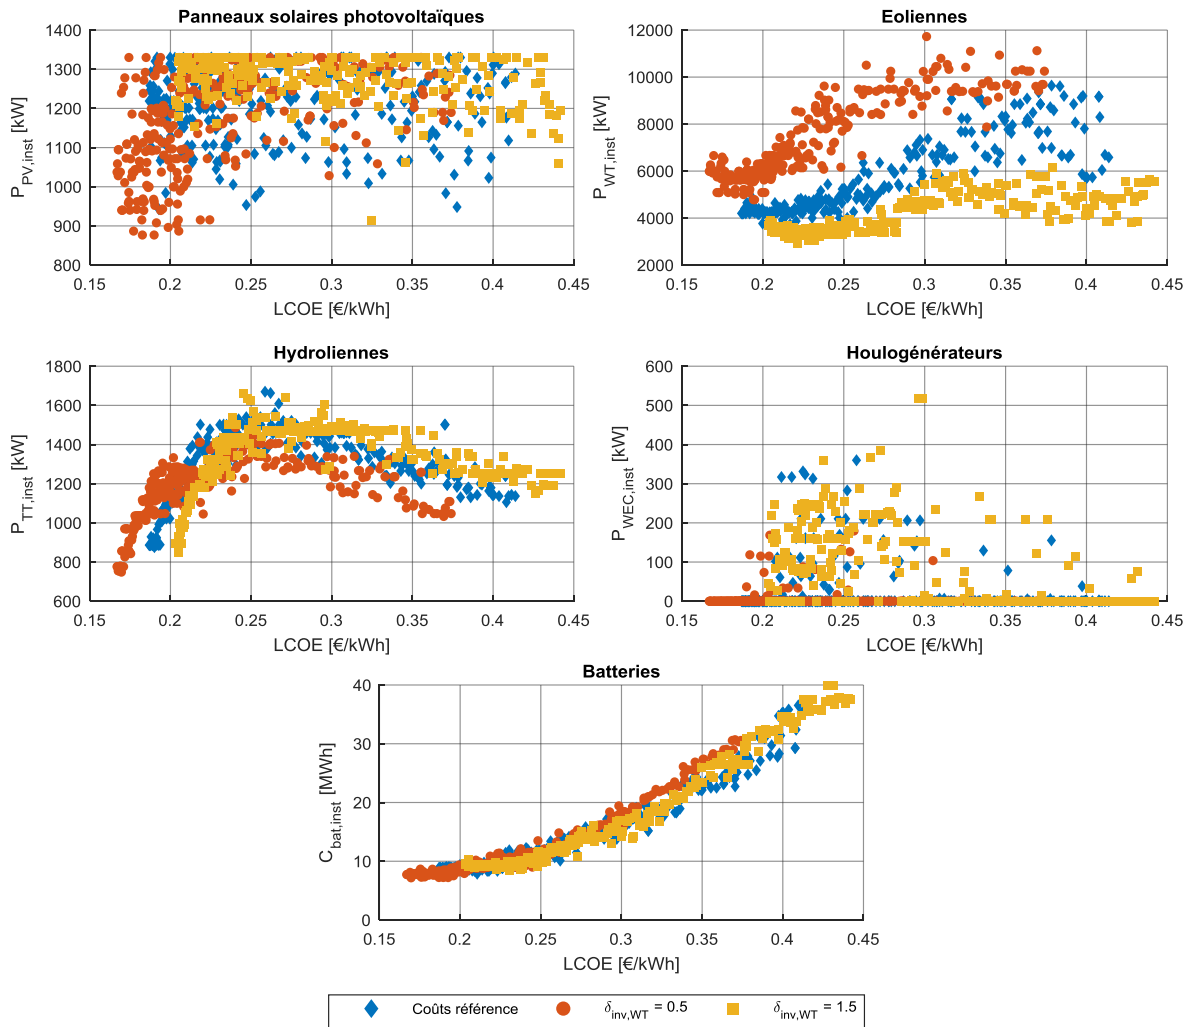 Panneaux solaires photovoltaïques
1400
1300
1200
1100
1000
900
800
P_PV,inst [kW]
0.15 0.2 0.25 0.3 0.35 0.4 0.45
LCOE [€/kWh]
Eoliennes
12000
10000
8000
6000
4000
2000
P_WT,inst [kW]
0.15 0.2 0.25 0.3 0.35 0.4 0.45
LCOE [€/kWh]
Hydroliennes
1800
1600
1400
1200
1000
800
600
P_TT,inst [kW]
0.15 0.2 0.25 0.3 0.35 0.4 0.45
LCOE [€/kWh]
Houlogénérateurs
600
500
400
300
200
100
0
P_WEC,inst [kW]
0.15 0.2 0.25 0.3 0.35 0.4 0.45
LCOE [€/kWh]
Batteries
40
30
20
10
0
C_bat,inst [MWh]
0.15 0.2 0.25 0.3 0.35 0.4 0.45
LCOE [€/kWh]
Coûts référence δ_inv,WT = 0.5 δ_inv,WT = 1.5